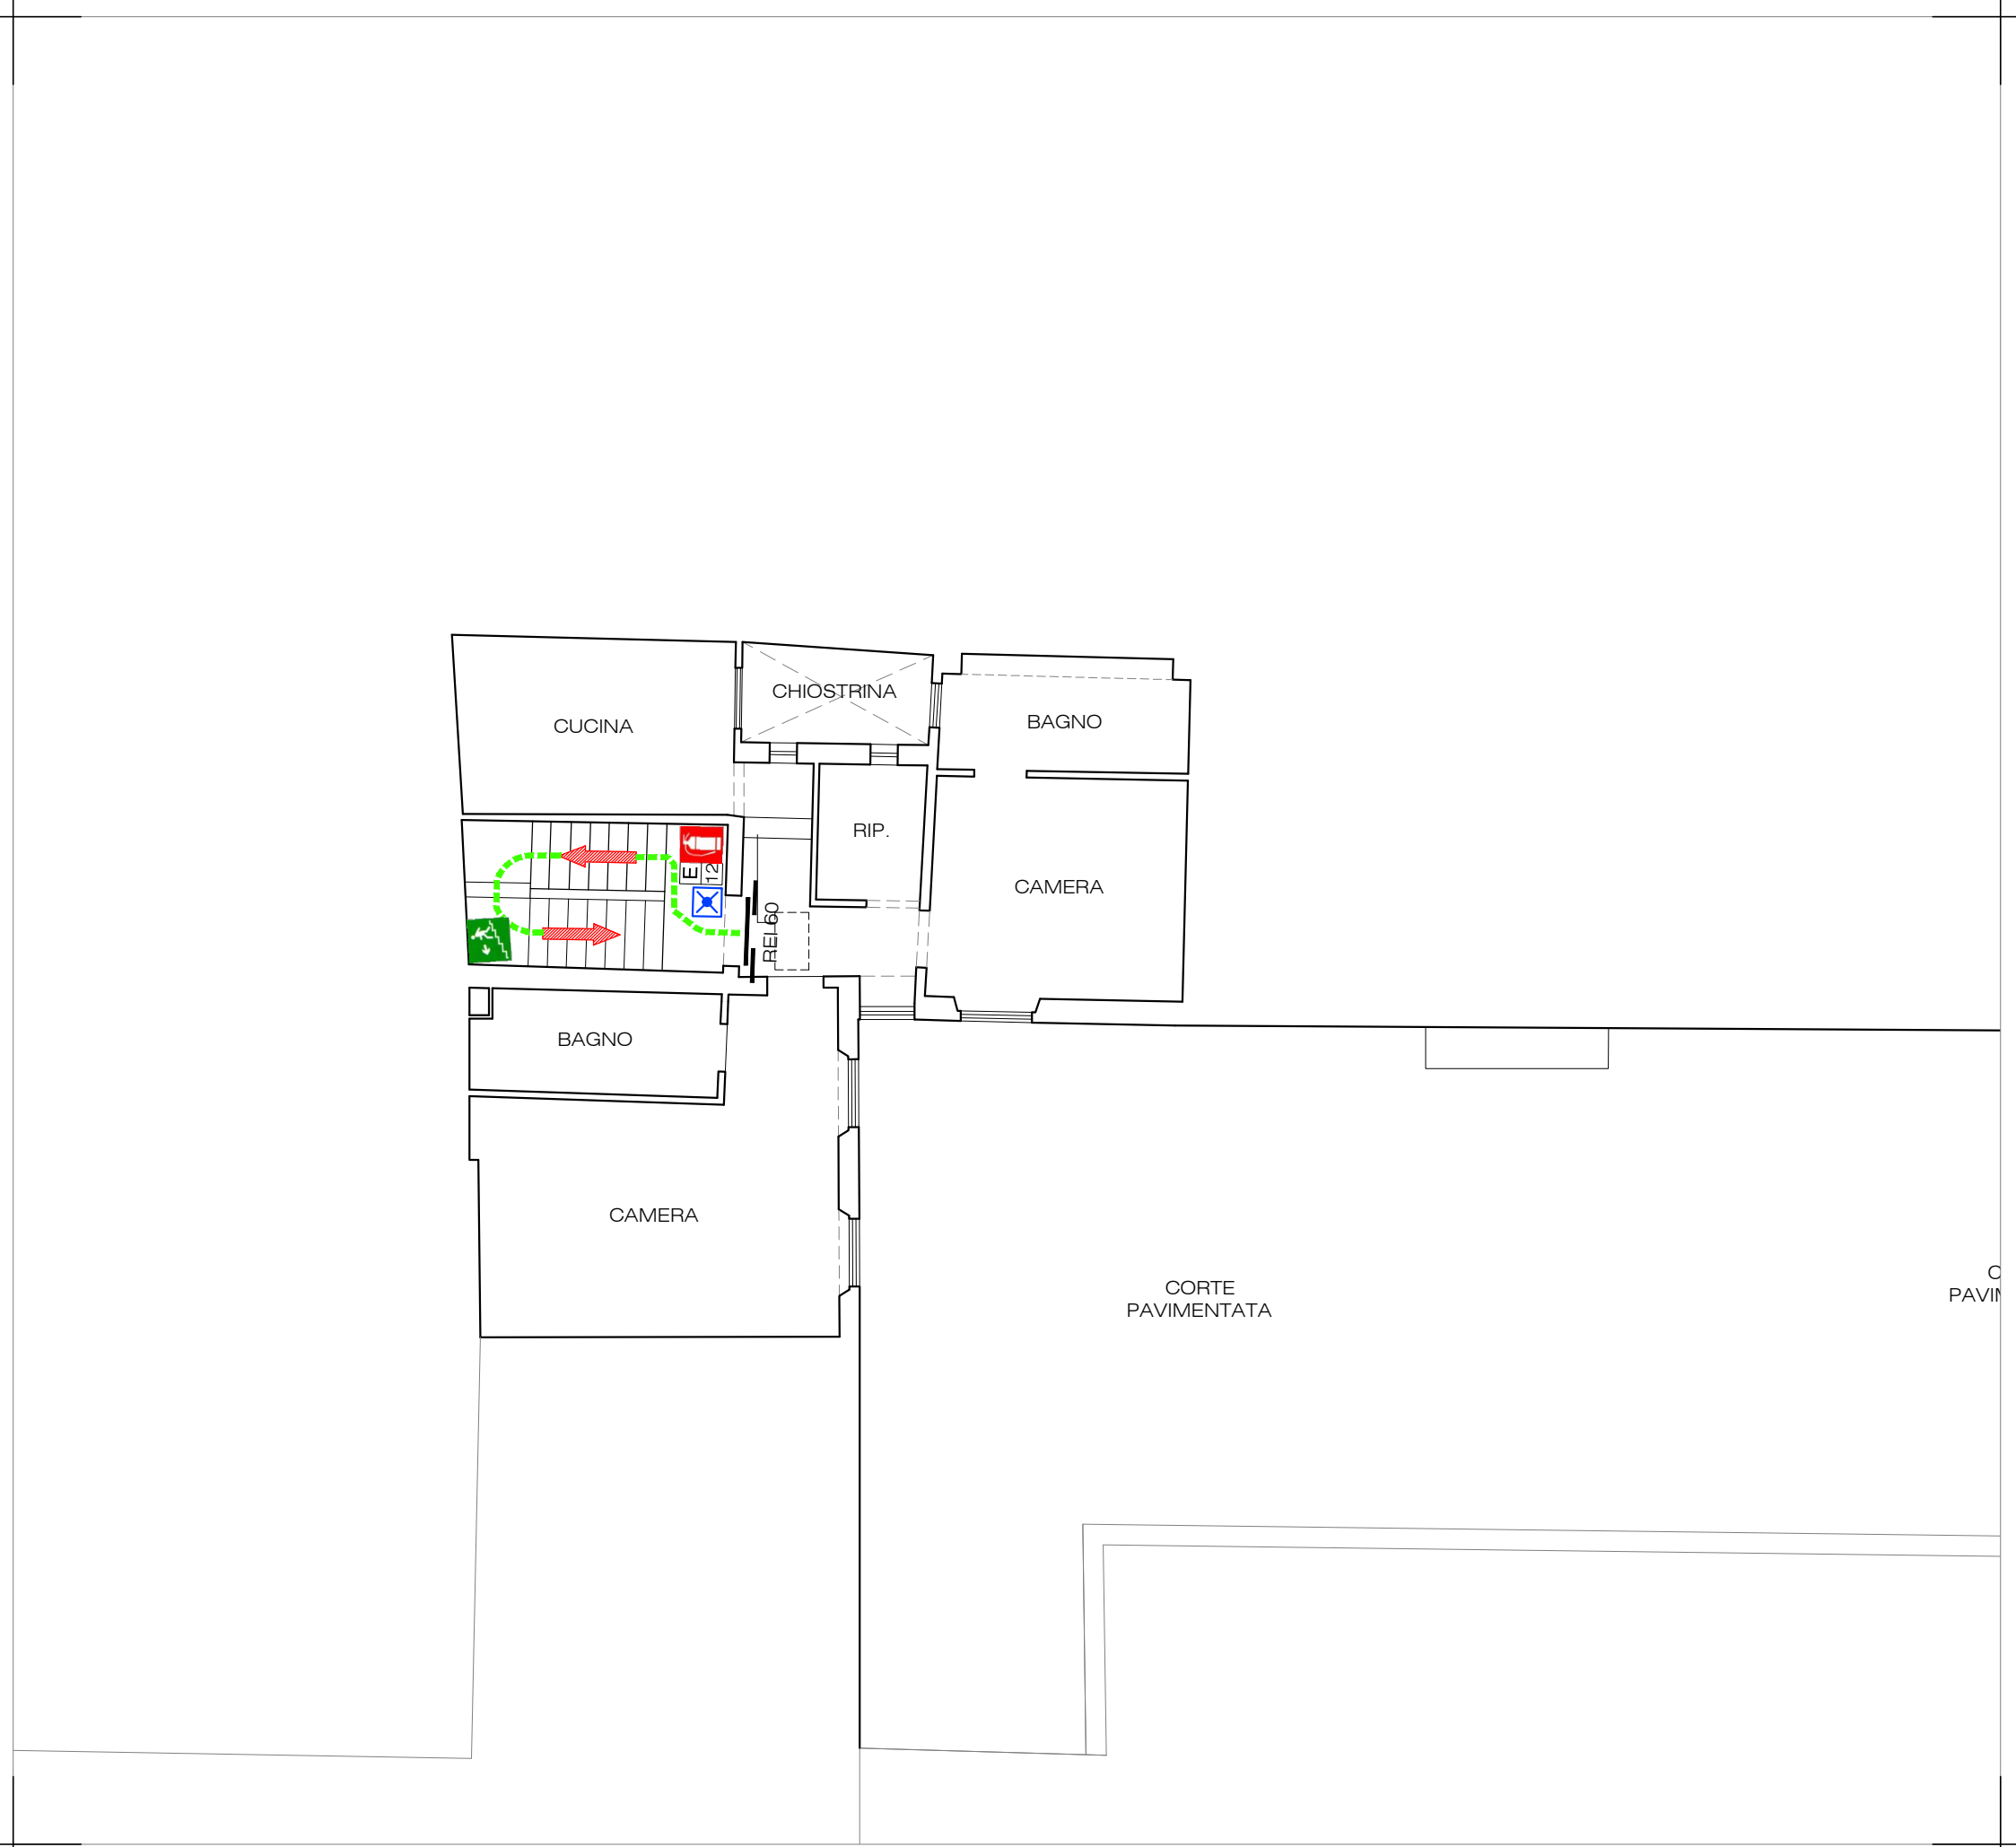 CHIOSTRINA
BAGNO
CUCINA
RIP.
E
12
CAMERA
REI 60
BAGNO
CAMERA
CORTE
PAVIMENTATA